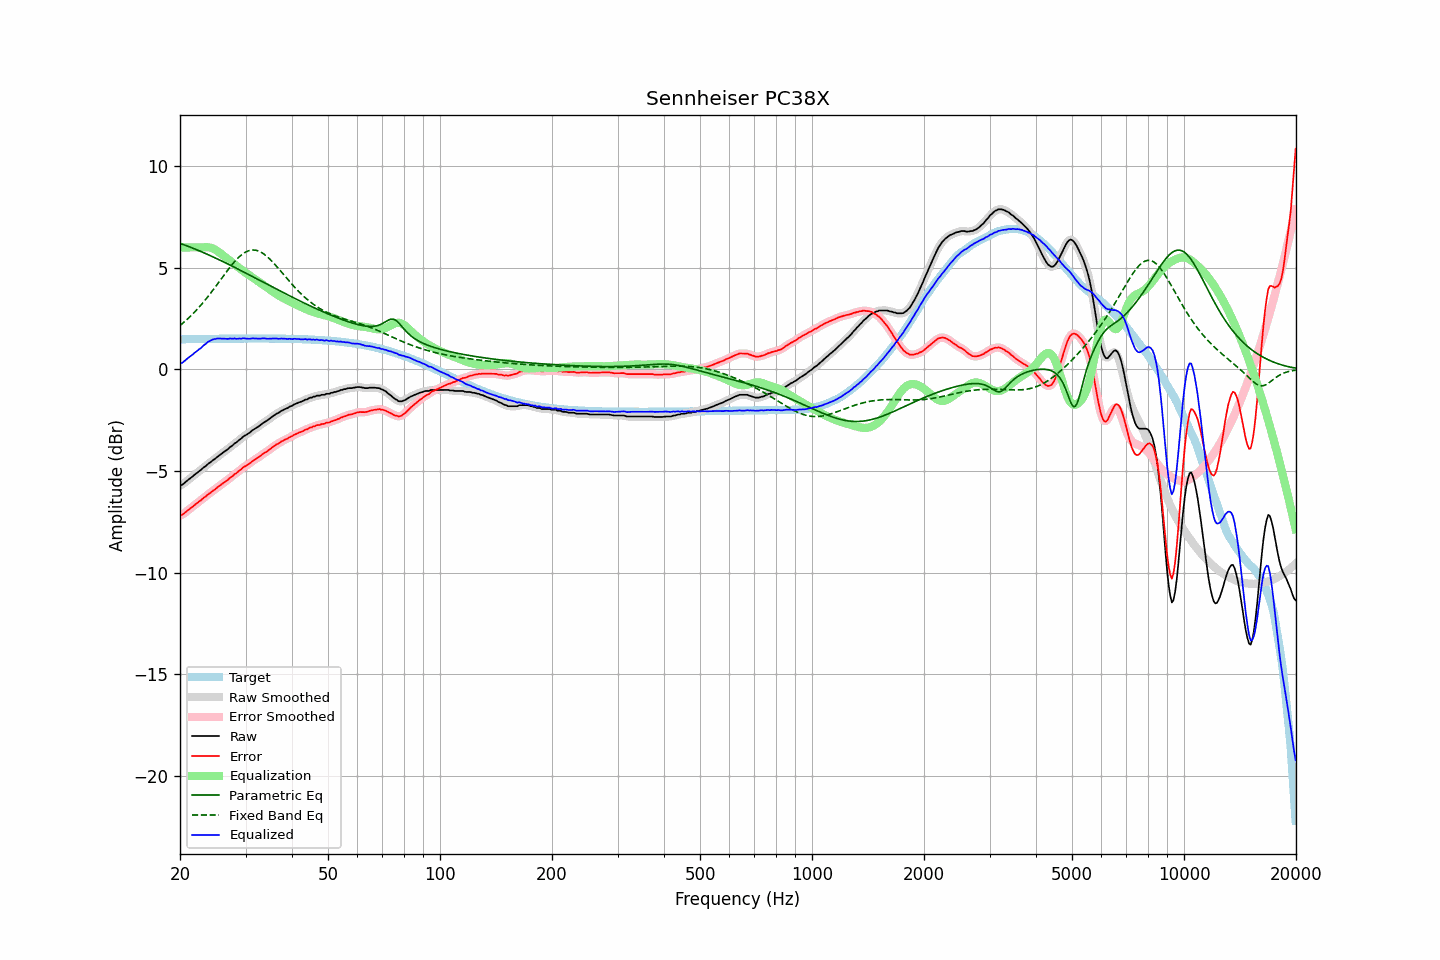 Sennheiser PC38X
Amplitude (dBr)
10
5
0
−5
−10
−15
−20
Target
Raw Smoothed
Error Smoothed
Raw
Error
Equalization
Parametric Eq
Fixed Band Eq
Equalized
20 50 100 200 500 1000 2000 5000 10000 20000
Frequency (Hz)